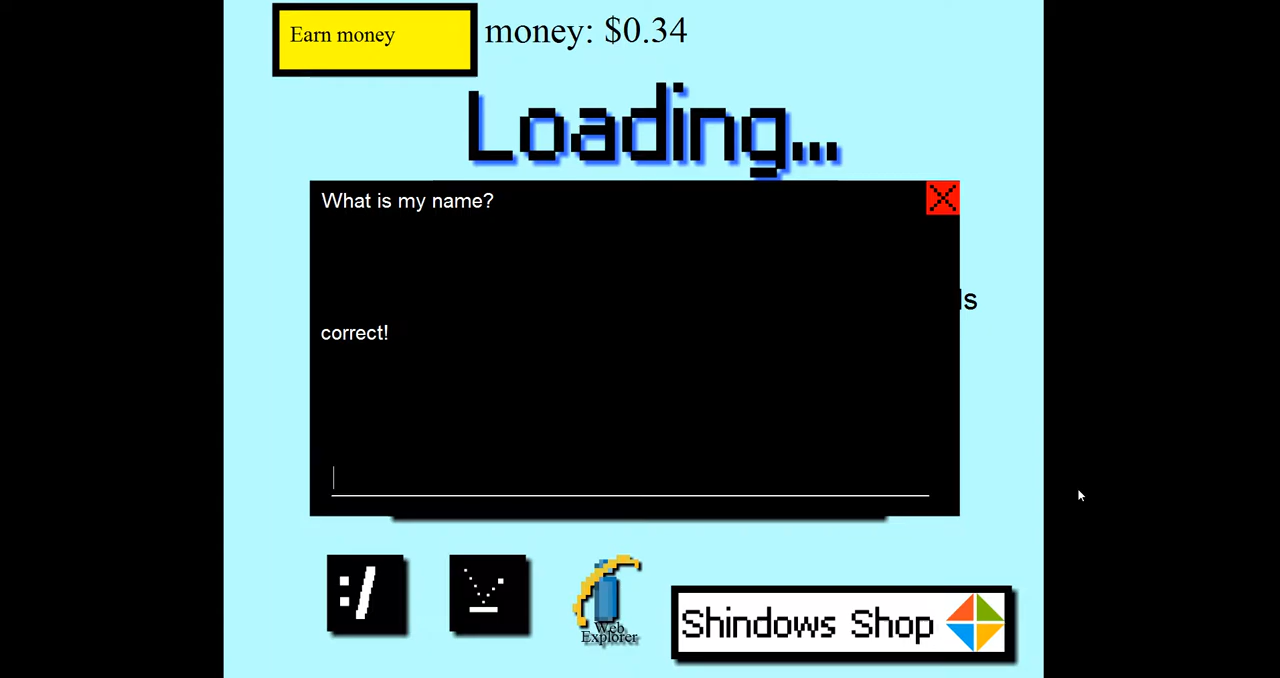 Earn money
money: $0.34
Loading...
What is my name?
correct!
:/
Web
Explorer
Shindows Shop